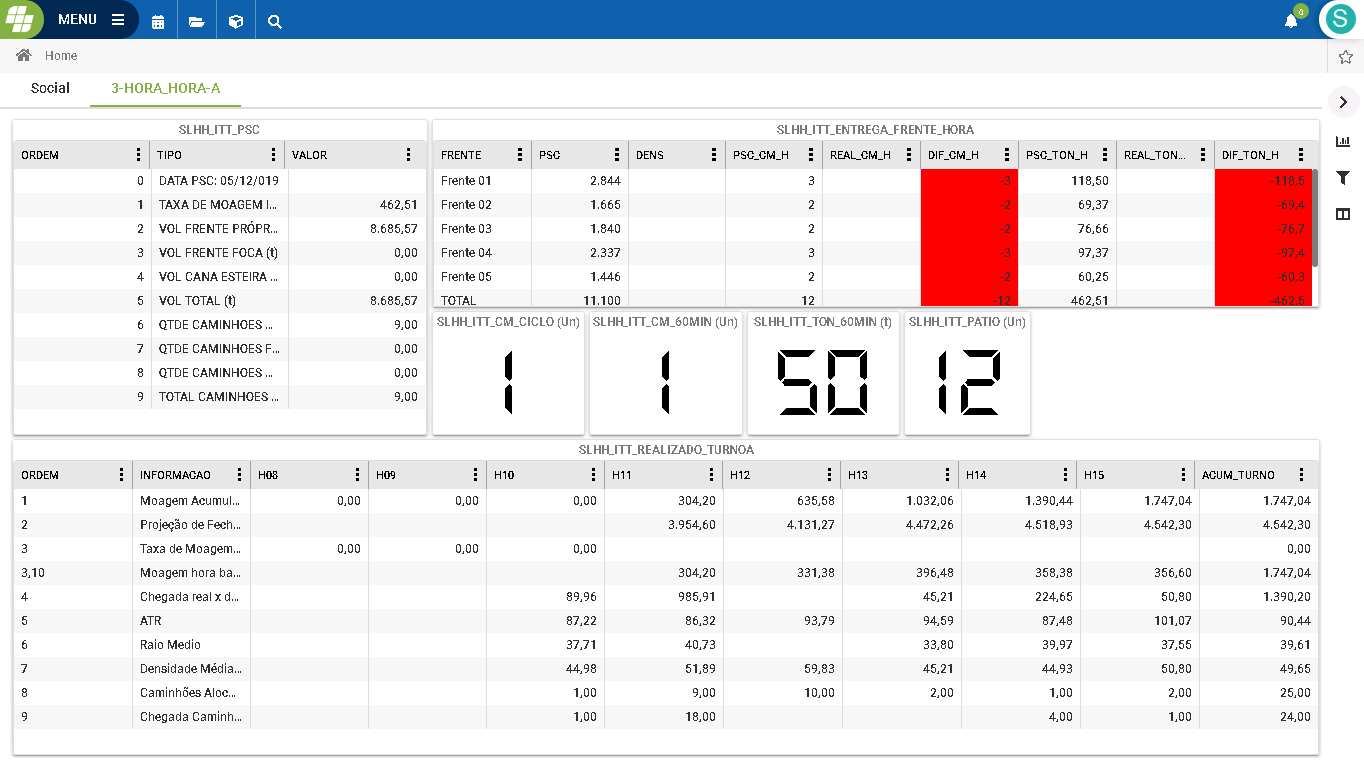 MENU
0
S
Home
Social 3-HORA_HORA-A
SLHH_ITT_PSC
ORDEM TIPO VALOR
0 DATA PSC: 05/12/019
1 TAXA DE MOAGEM I... 462,51
2 VOL FRENTE PRÓPR... 8.685,57
3 VOL FRENTE FOCA (t) 0,00
4 VOL CANA ESTEIRA ... 0,00
5 VOL TOTAL (t) 8.685,57
6 QTDE CAMINHOES ... 9,00
7 QTDE CAMINHOES F... 0,00
8 QTDE CAMINHOES ... 0,00
9 TOTAL CAMINHOES ... 9,00
SLHH_ITT_ENTREGA_FRENTE_HORA
FRENTE PSC DENS PSC_CM_H REAL_CM_H DIF_CM_H PSC_TON_H REAL_TON... DIF_TON_H
Frente 01 2.844 3 -3 118,50 -118,5
Frente 02 1.665 2 -2 69,37 -69,4
Frente 03 1.840 2 -2 76,66 -76,7
Frente 04 2.337 3 -3 97,37 -97,4
Frente 05 1.446 2 -2 60,25 -60,3
TOTAL 11.100 12 -12 462,51 -462,5
SLHH_ITT_CM_CICLO (Un) SLHH_ITT_CM_60MIN (Un) SLHH_ITT_TON_60MIN (t) SLHH_ITT_PATIO (Un)
1 1 50 12
SLHH_ITT_REALIZADO_TURNOA
ORDEM INFORMACAO H08 H09 H10 H11 H12 H13 H14 H15 ACUM_TURNO
1 Moagem Acumul... 0,00 0,00 0,00 304,20 635,58 1.032,06 1.390,44 1.747,04 1.747,04
2 Projeção de Fech... 3.954,60 4.131,27 4.472,26 4.518,93 4.542,30 4.542,30
3 Taxa de Moagem... 0,00 0,00 0,00 0,00
3,10 Moagem hora ba... 304,20 331,38 396,48 358,38 356,60 1.747,04
4 Chegada real x d... 89,96 985,91 45,21 224,65 50,80 1.390,20
5 ATR 87,22 86,32 93,79 94,59 87,48 101,07 90,44
6 Raio Medio 37,71 40,73 33,80 39,97 37,55 39,61
7 Densidade Média... 44,98 51,89 59,83 45,21 44,93 50,80 49,65
8 Caminhões Aloc... 1,00 9,00 10,00 2,00 1,00 2,00 25,00
9 Chegada Caminh... 1,00 18,00 4,00 1,00 24,00